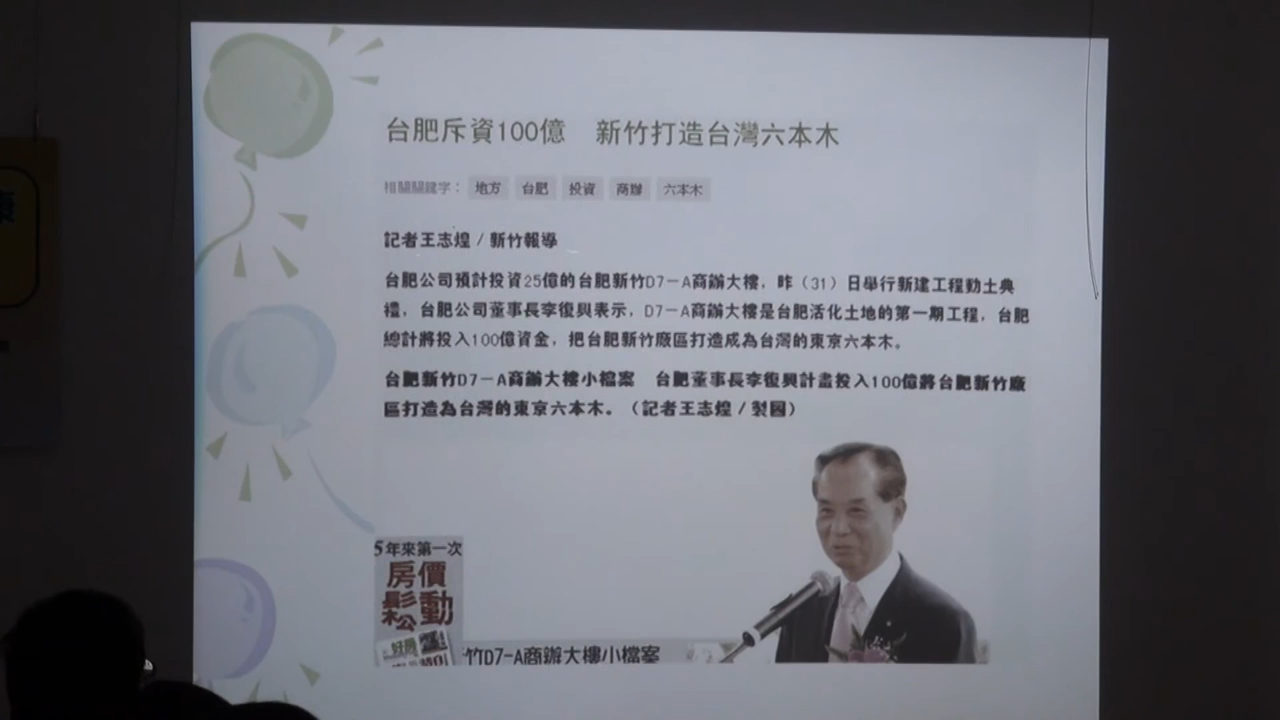 台肥斥資100億　新竹打造台灣六本木
相關關鍵字： 地方 台肥 投資 商辦 六本木
記者王志煌／新竹報導
台肥公司預計投資25億的台肥新竹D7－A商辦大樓，昨（31）日舉行新建工程動土典
禮，台肥公司董事長李復興表示，D7－A商辦大樓是台肥活化土地的第一期工程，台肥
總計將投入100億資金，把台肥新竹廠區打造成為台灣的東京六本木。
台肥新竹D7－A商辦大樓小檔案　台肥董事長李復興計畫投入100億將台肥新竹廠
區打造為台灣的東京六本木。（記者王志煌／製圖）
5年來第一次
房價
鬆動
好房
竹D7-A商辦大樓小檔案